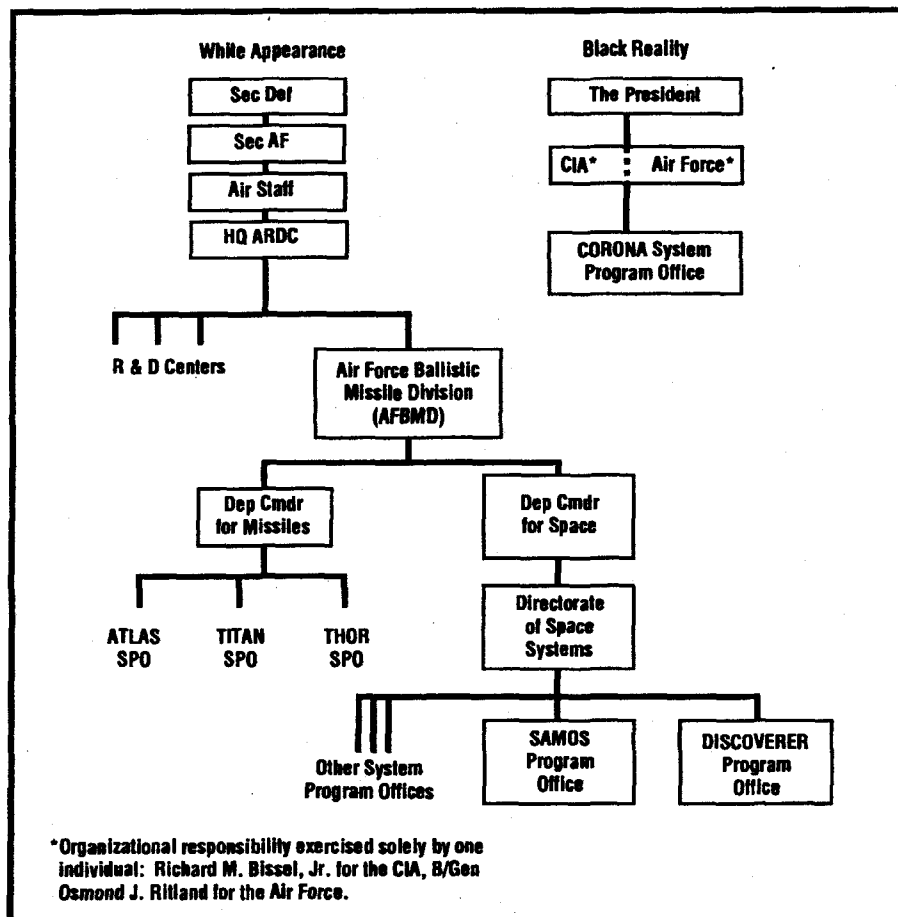 White Appearance
Sec Def
Sec AF
Air Staff
HQ ARDC
R & D Centers
Air Force Ballistic
Missile Division
(AFBMD)
Dep Cmdr
for Missiles
Dep Cmdr
for Space
ATLAS
SPO
TITAN
SPO
THOR
SPO
Directorate
of Space
Systems
Other System
Program Offices
SAMOS
Program
Office
DISCOVERER
Program
Office
Black Reality
The President
CIA*
Air Force*
CORONA System
Program Office
*Organizational responsibility exercised solely by one
individual: Richard M. Bissel, Jr. for the CIA, B/Gen
Osmond J. Ritland for the Air Force.